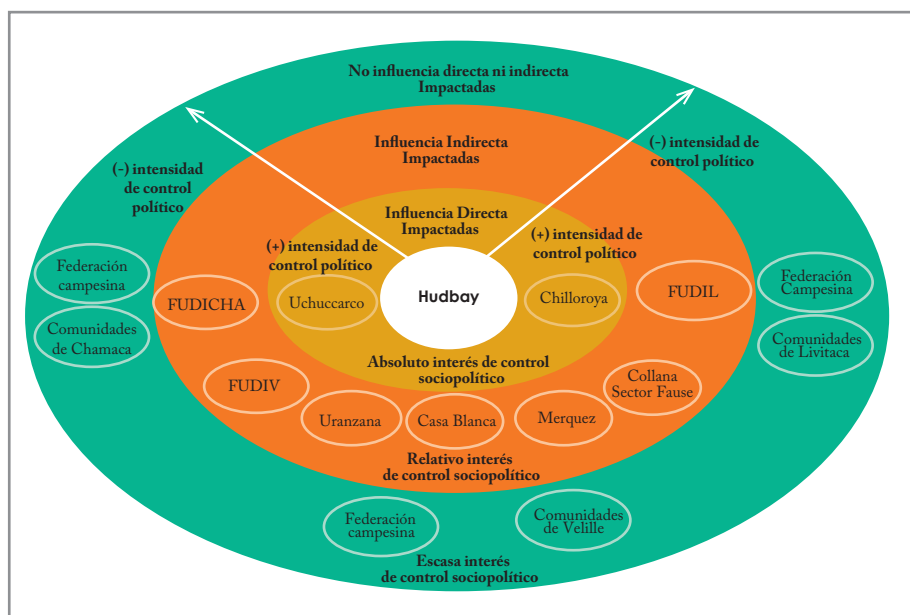 No influencia directa ni indirecta
Impactadas
(-) intensidad
de control
político
(-) intensidad de
control político
Influencia Indirecta
Impactadas
Influencia Directa
Impactadas
(+) intensidad de
control político
(+) intensidad de
control político
Federación
campesina
Comunidades
de Chamaca
FUDICHA
Uchuccarco
Hudbay
Chilloroya
FUDIL
Federación
Campesina
Comunidades
de Livitaca
Absoluto interés de control
sociopolítico
FUDIV
Uranzana
Casa Blanca
Merquez
Collana
Sector Fause
Relativo interés
de control sociopolítico
Federación
campesina
Comunidades
de Velille
Escasa interés
de control sociopolítico